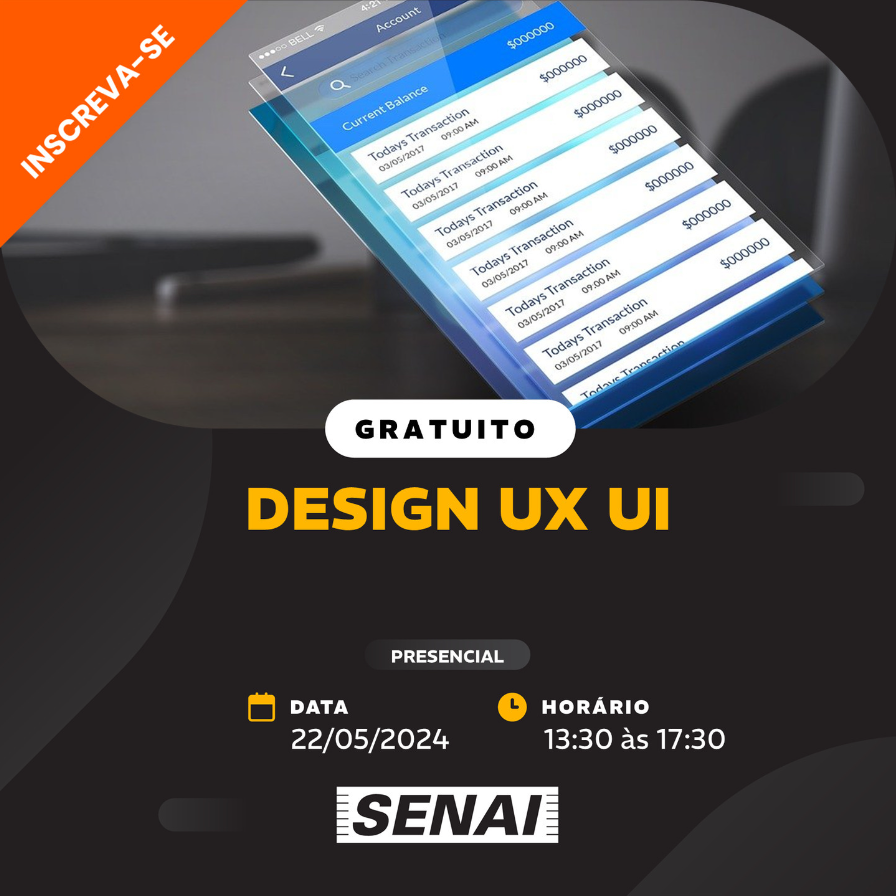 INSCREVA-SE
●●●○○ BELL 4:21
Account
Search Transaction
Current Balance $000000
Todays Transaction $000000
03/05/2017 09:00 AM
Todays Transaction $000000
03/05/2017 09:00 AM
Todays Transaction $000000
03/05/2017 09:00 AM
Todays Transaction $000000
03/05/2017 09:00 AM
Todays Transaction $000000
03/05/2017 09:00 AM
Todays Transaction $000000
03/05/2017 09:00 AM
Todays Transaction
GRATUITO
DESIGN UX UI
PRESENCIAL
DATA
22/05/2024
HORÁRIO
13:30 às 17:30
SENAI